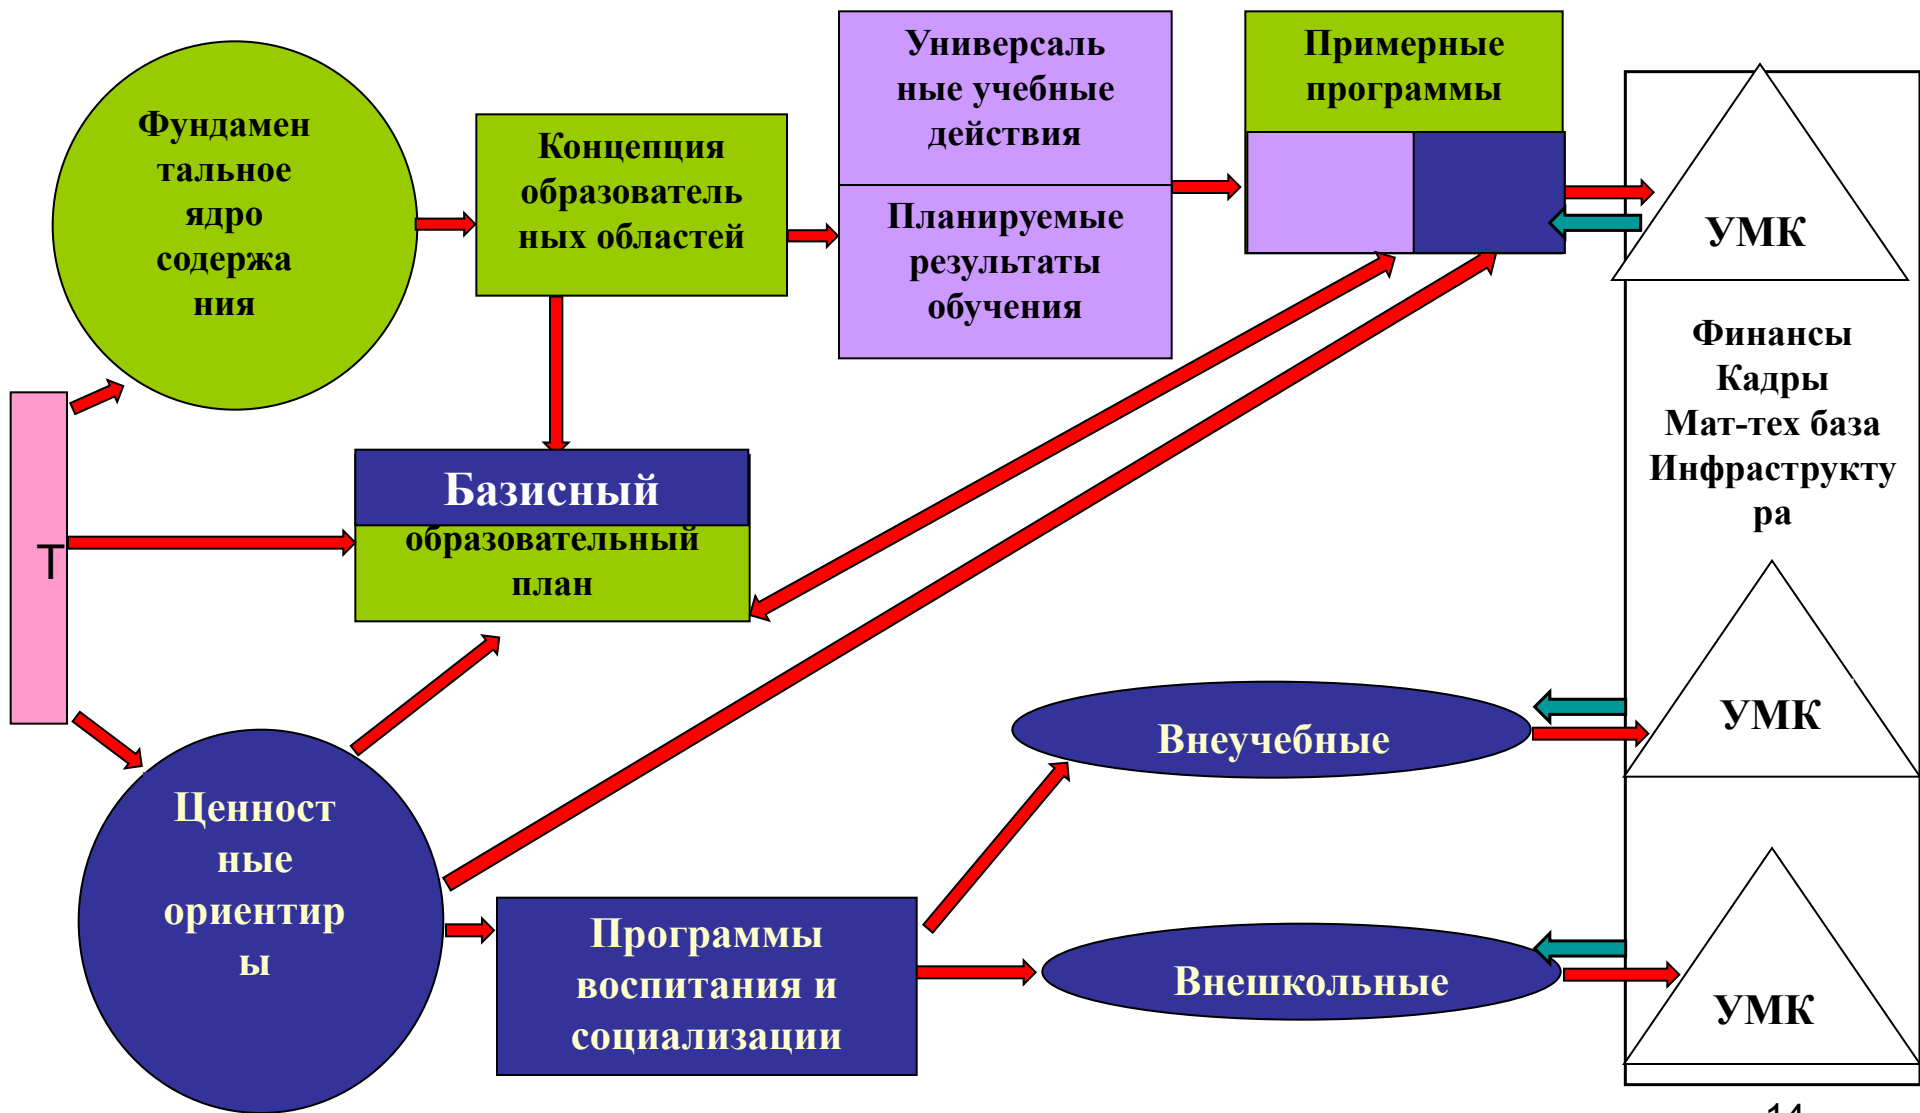 Фундамен
тальное
ядро
содержа
ния
Концепция
образователь
ных областей
Универсаль
ные учебные
действия
Планируемые
результаты
обучения
Примерные
программы
УМК
Финансы
Кадры
Мат-тех база
Инфраструкту
ра
Т
Базисный
образовательный
план
УМК
Внеучебные
Ценност
ные
ориентир
ы
Программы
воспитания и
социализации
Внешкольные
УМК
14